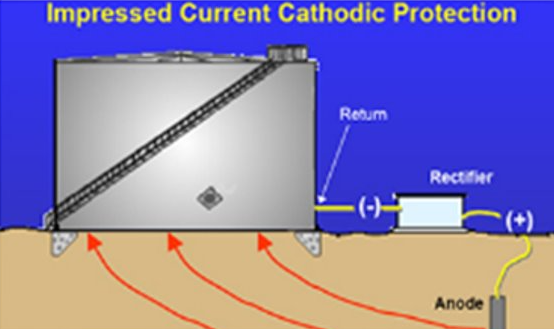 Impressed Current Cathodic Protection
Return
Rectifier
(-)
(+)
Anode